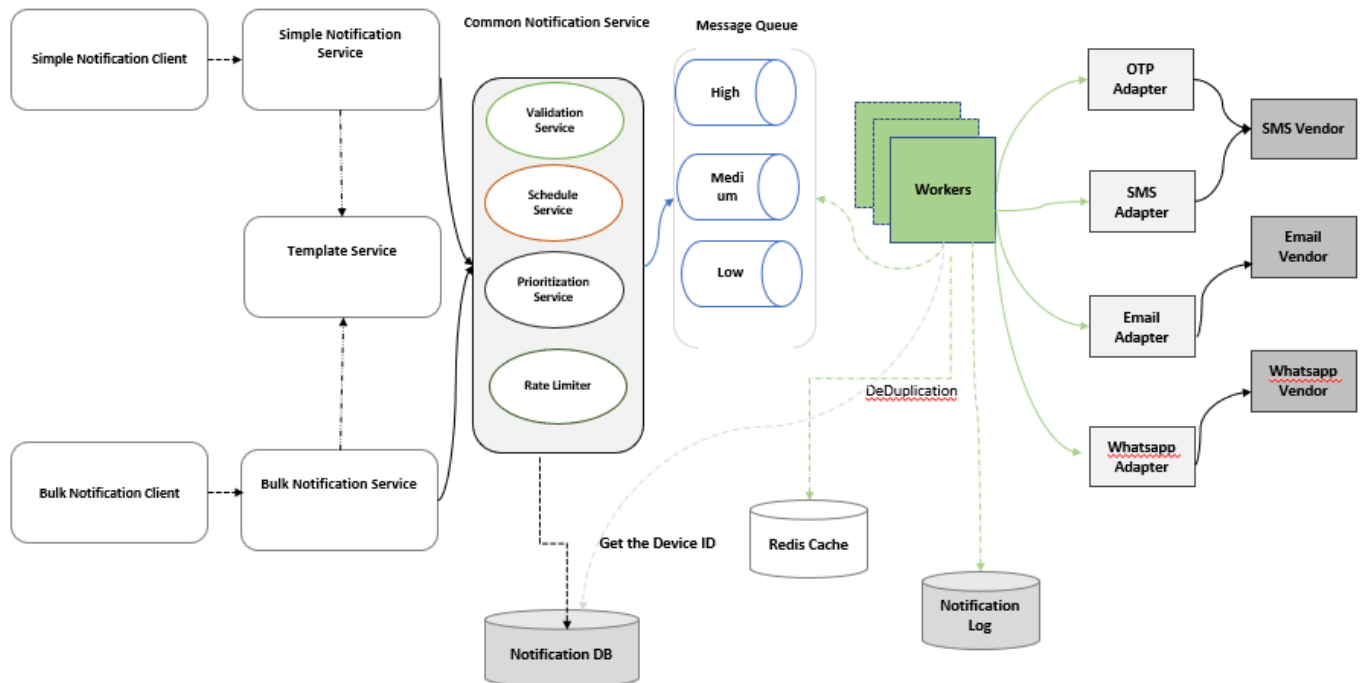 Common Notification Service
Message Queue
Simple Notification Client
Simple Notification
Service
Template Service
Bulk Notification Client
Bulk Notification Service
Validation
Service
Schedule
Service
Prioritization
Service
Rate Limiter
High
Medi
um
Low
Workers
OTP
Adapter
SMS
Adapter
Email
Adapter
Whatsapp
Adapter
SMS Vendor
Email
Vendor
Whatsapp
Vendor
DeDuplication
Redis Cache
Get the Device ID
Notification
Log
Notification DB